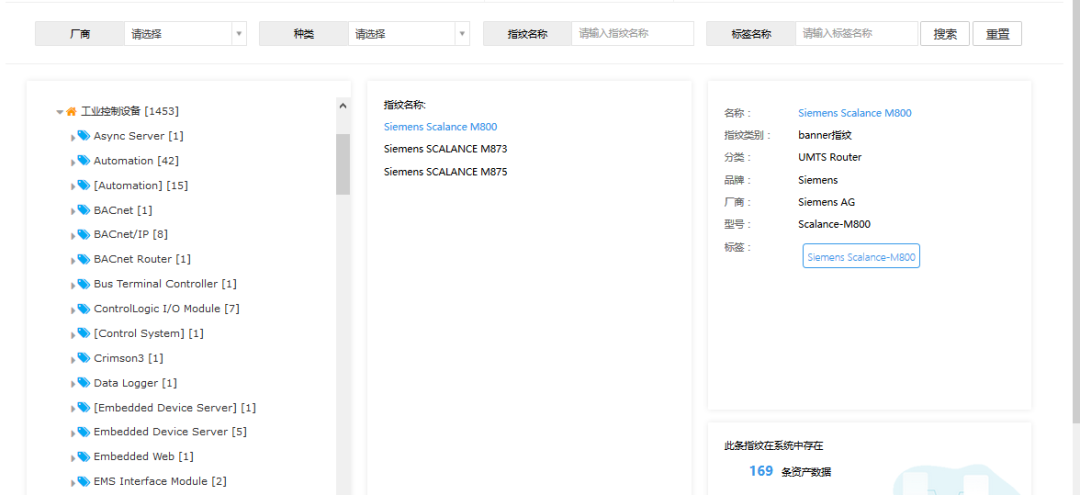 厂商 请选择 种类 请选择 指纹名称 请输入指纹名称 标签名称 请输入标签名称 搜索 重置
工业控制设备 [1453]
Async Server [1]
Automation [42]
[Automation] [15]
BACnet [1]
BACnet/IP [8]
BACnet Router [1]
Bus Terminal Controller [1]
ControlLogic I/O Module [7]
[Control System] [1]
Crimson3 [1]
Data Logger [1]
[Embedded Device Server] [1]
Embedded Device Server [5]
Embedded Web [1]
EMS Interface Module [2]
指纹名称:
Siemens Scalance M800
Siemens SCALANCE M873
Siemens SCALANCE M875
名称： Siemens Scalance M800
指纹类别： banner指纹
分类： UMTS Router
品牌： Siemens
厂商： Siemens AG
型号： Scalance-M800
标签： Siemens Scalance-M800
此条指纹在系统中存在
169 条资产数据